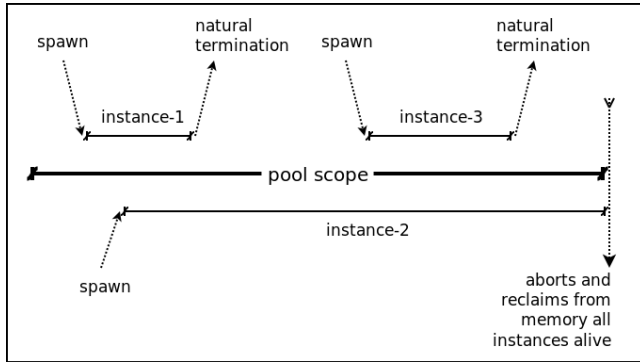 spawn
natural
termination
spawn
natural
termination
instance-1
instance-3
pool scope
instance-2
spawn
aborts and
reclaims from
memory all
instances alive